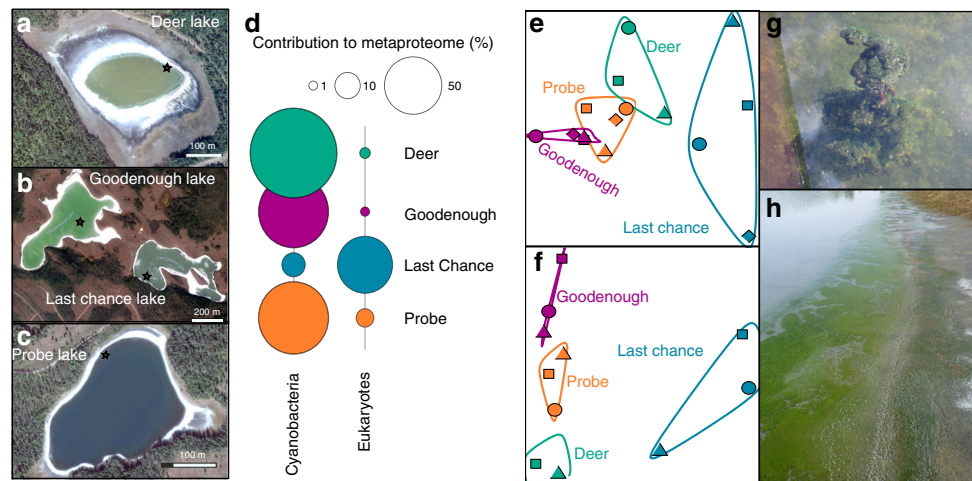 a
Deer lake
100 m
b
Goodenough lake
Last chance lake
200 m
c
Probe lake
100 m
d
Contribution to metaproteome (%)
1
10
50
Deer
Goodenough
Last Chance
Probe
Cyanobacteria
Eukaryotes
e
Deer
Probe
Goodenough
Last chance
f
Goodenough
Last chance
Probe
Deer
g
h